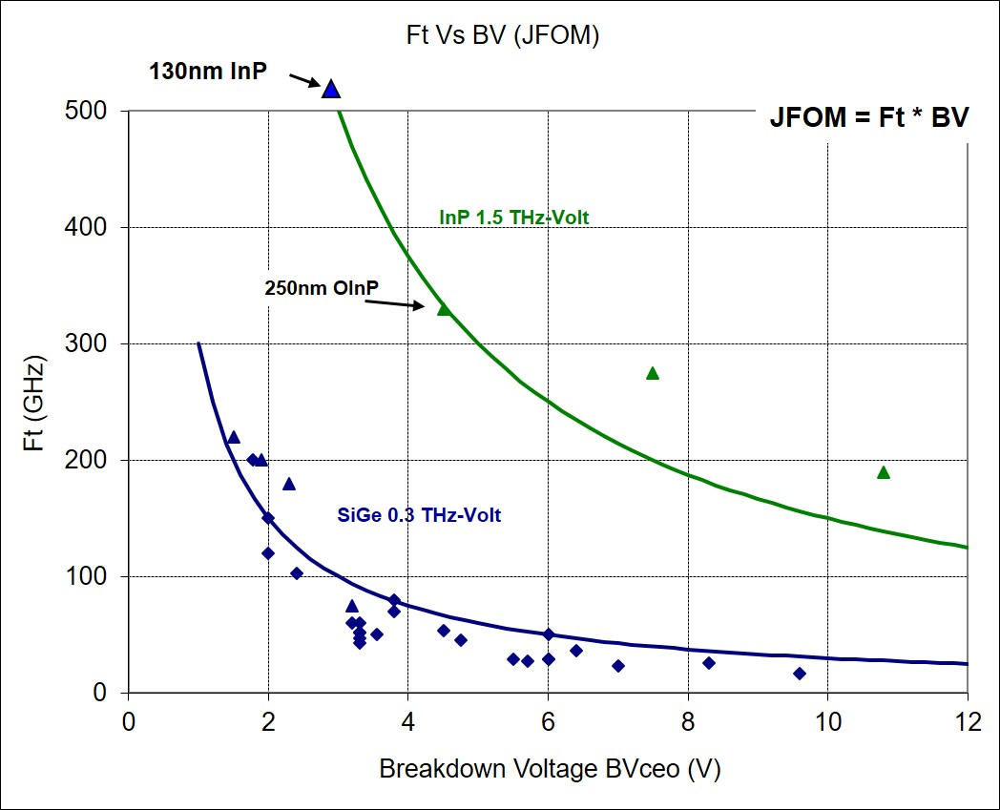 Ft Vs BV (JFOM)
130nm InP
JFOM = Ft * BV
500
400
300
200
100
0
InP 1.5 THz-Volt
250nm OInP
SiGe 0.3 THz-Volt
Ft (GHz)
0 2 4 6 8 10 12
Breakdown Voltage BVceo (V)